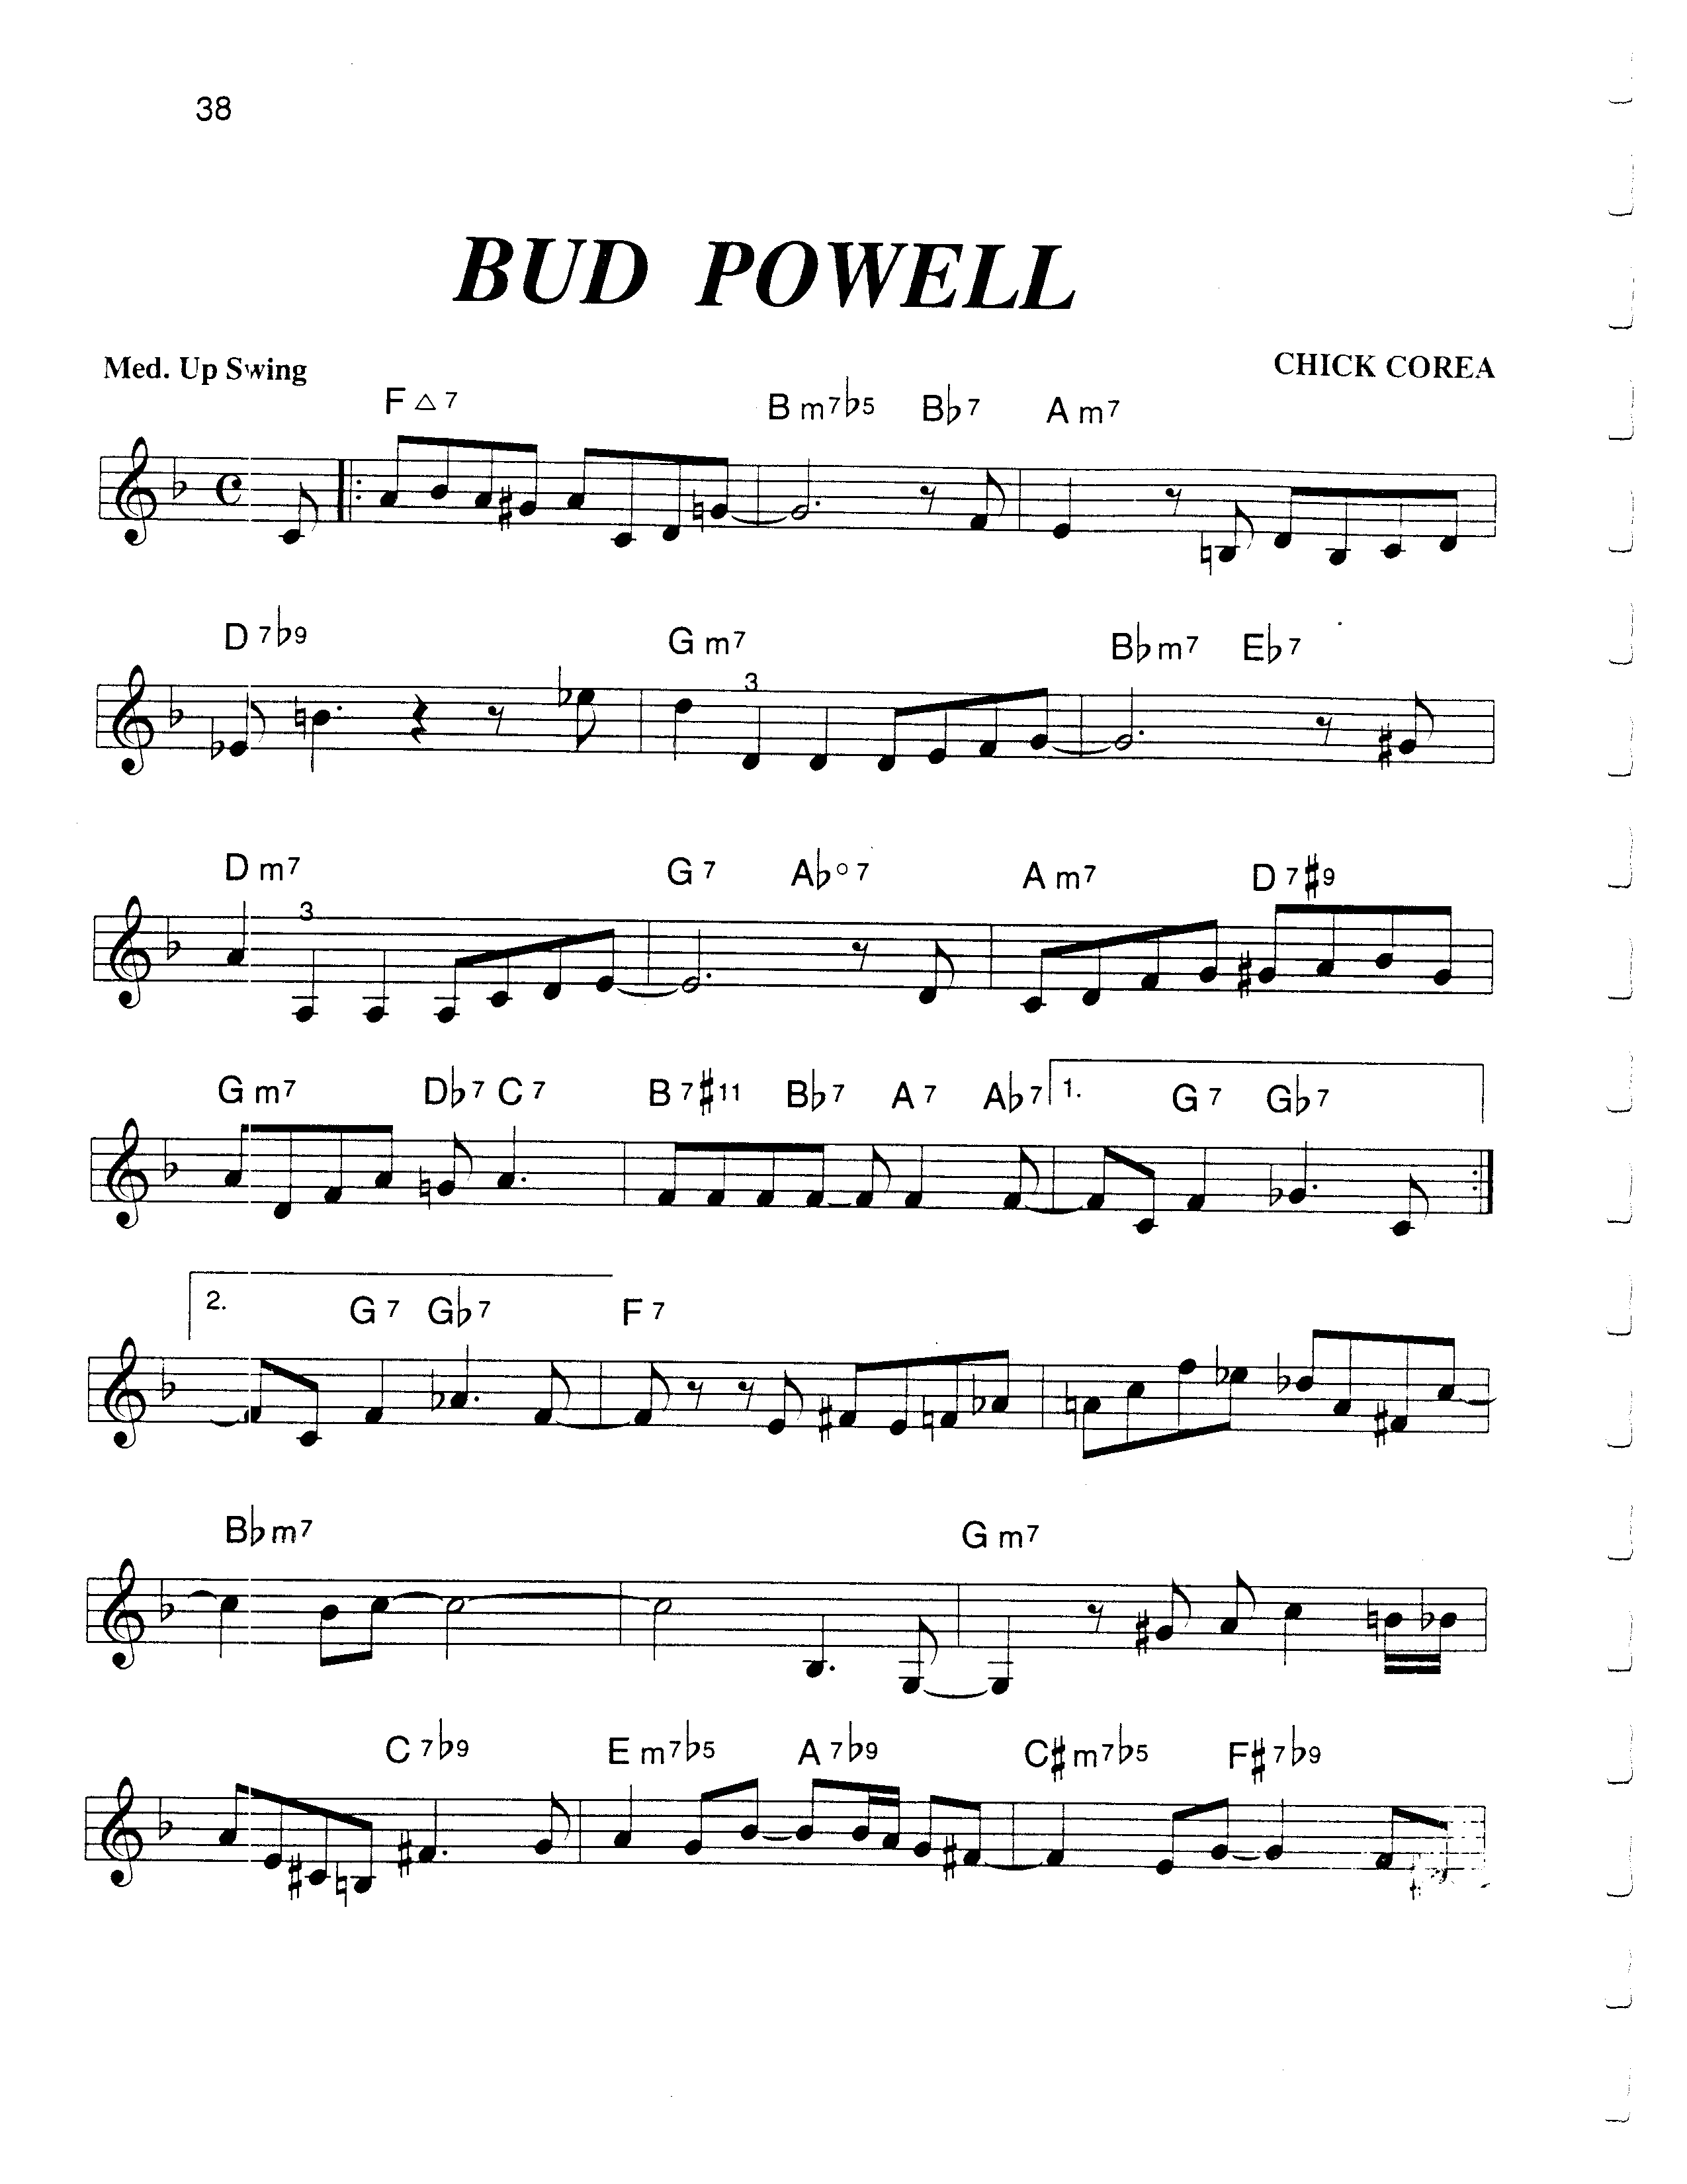 38
BUD POWELL
Med. Up Swing
CHICK COREA
F△7 Bm7♭5 B♭7 Am7
D7♭9 Gm7 B♭m7 E♭7
3
Dm7 G7 A♭°7 Am7 D7♯9
3
Gm7 D♭7 C7 B7♯11 B♭7 A7 A♭7 1. G7 G♭7
2. G7 G♭7 F7
B♭m7 Gm7
C7♭9 Em7♭5 A7♭9 C♯m7♭5 F♯7♭9